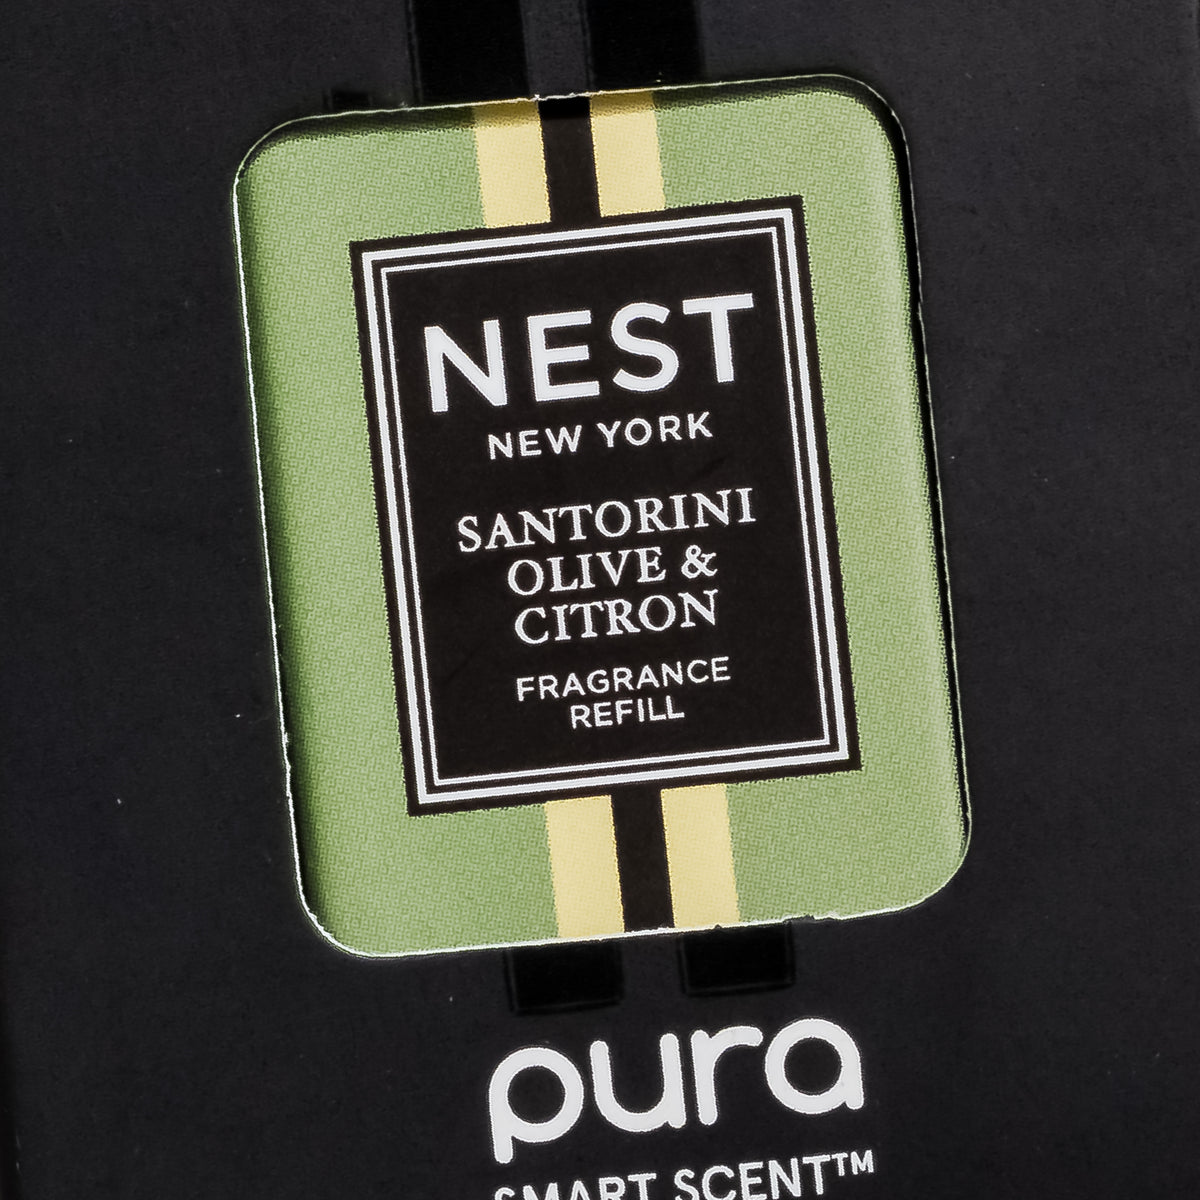 NEST
NEW YORK
SANTORINI
OLIVE &
CITRON
FRAGRANCE
REFILL
pura
SMART SCENT™